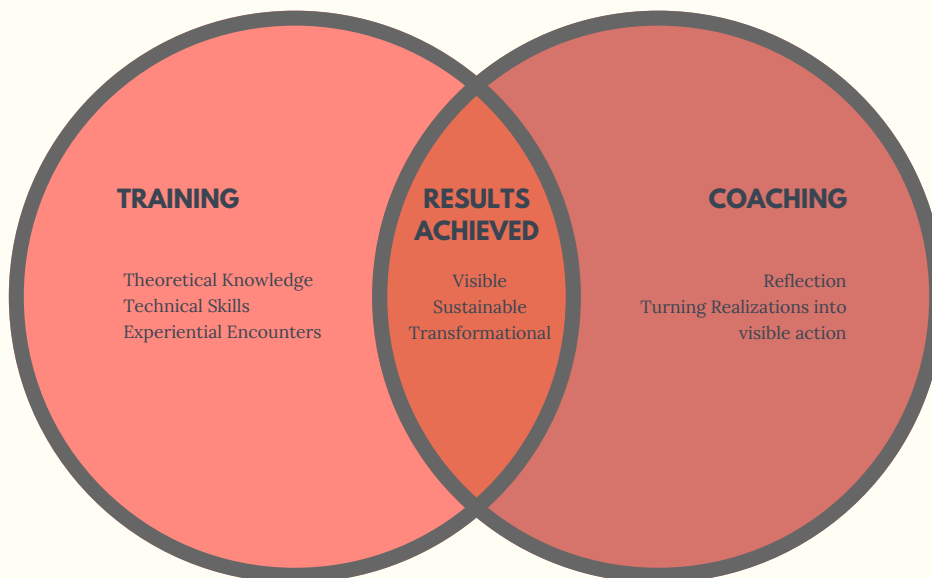 TRAINING
Theoretical Knowledge
Technical Skills
Experiential Encounters
RESULTS
ACHIEVED
Visible
Sustainable
Transformational
COACHING
Reflection
Turning Realizations into
visible action